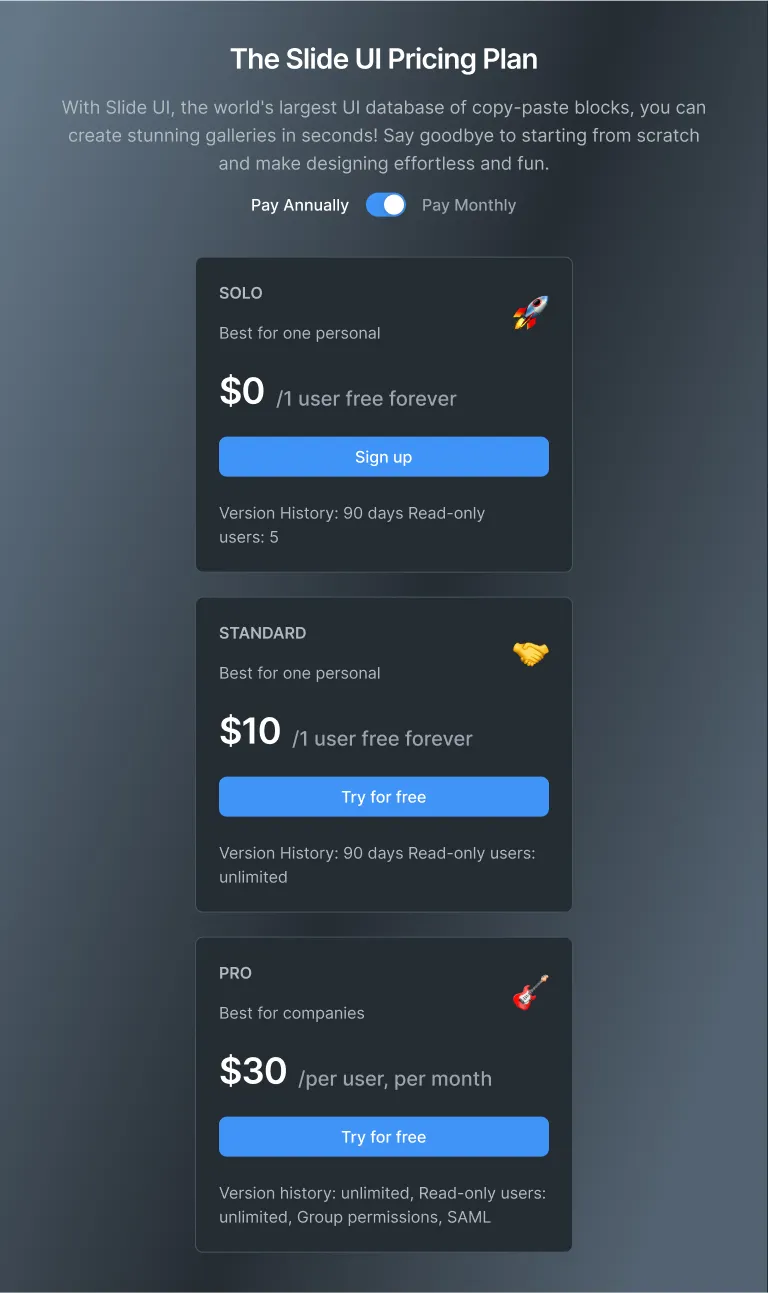 The Slide UI Pricing Plan
With Slide UI, the world's largest UI database of copy-paste blocks, you can
create stunning galleries in seconds! Say goodbye to starting from scratch
and make designing effortless and fun.
Pay Annually Pay Monthly
SOLO
Best for one personal
$0 /1 user free forever
Sign up
Version History: 90 days Read-only
users: 5
STANDARD
Best for one personal
$10 /1 user free forever
Try for free
Version History: 90 days Read-only users:
unlimited
PRO
Best for companies
$30 /per user, per month
Try for free
Version history: unlimited, Read-only users:
unlimited, Group permissions, SAML